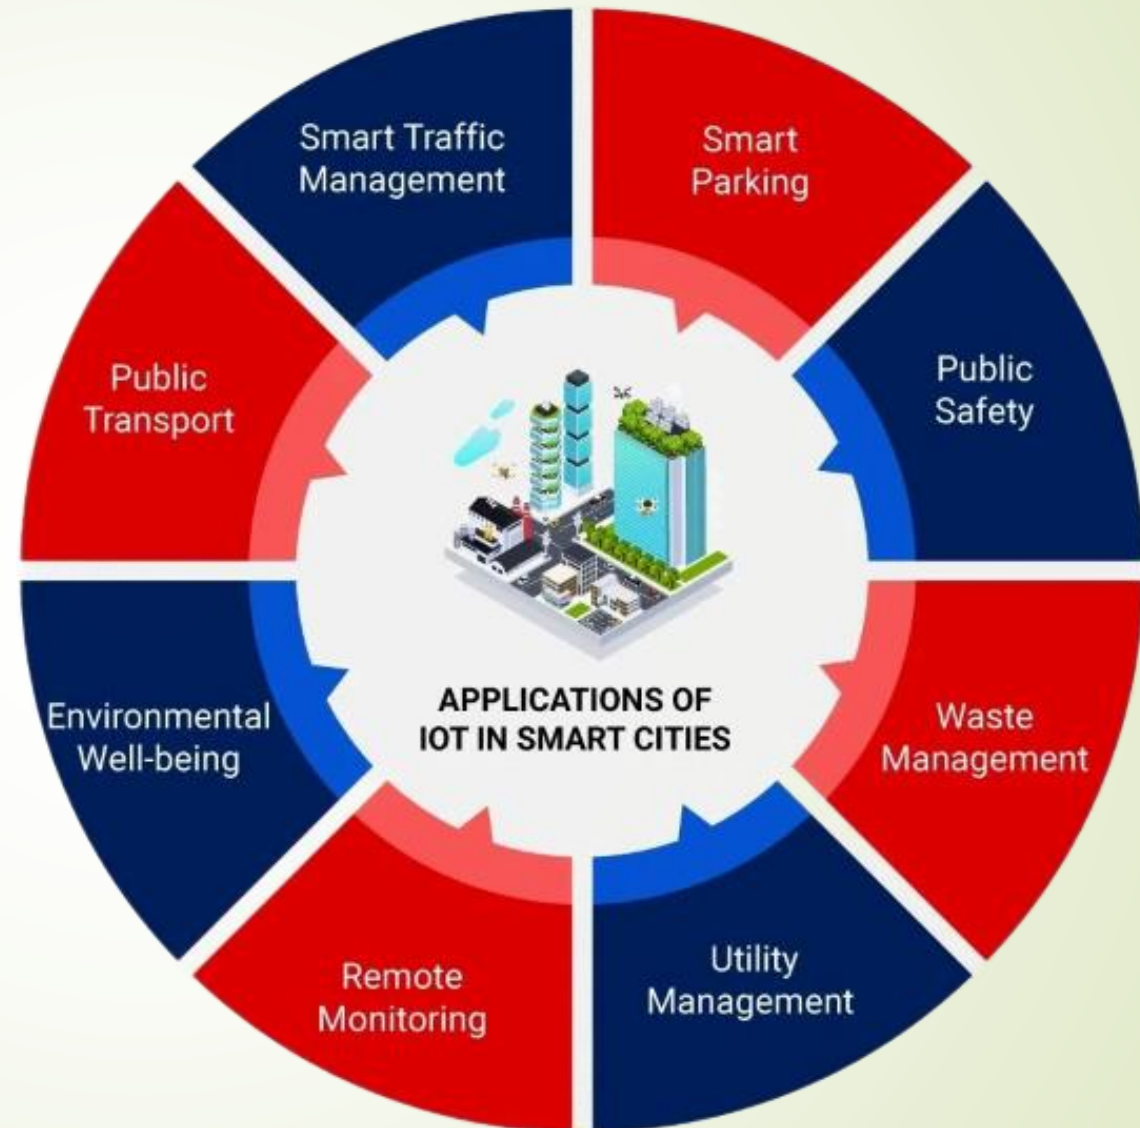 Smart Traffic
Management
Smart
Parking
Public
Safety
Waste
Management
Utility
Management
Remote
Monitoring
Environmental
Well-being
Public
Transport
APPLICATIONS OF
IOT IN SMART CITIES